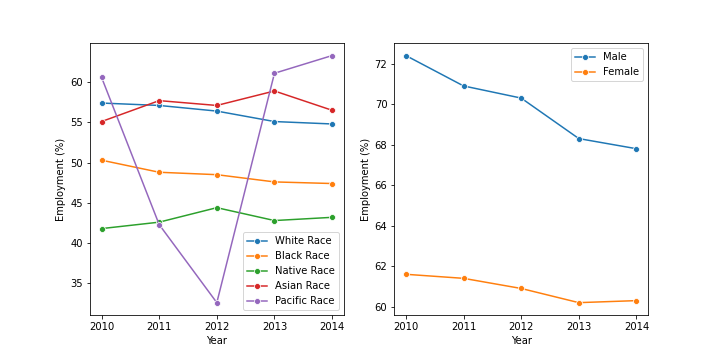 60
55
50
45
40
35
Employment (%)
2010 2011 2012 2013 2014
Year
White Race
Black Race
Native Race
Asian Race
Pacific Race
72
70
68
66
64
62
60
Employment (%)
2010 2011 2012 2013 2014
Year
Male
Female